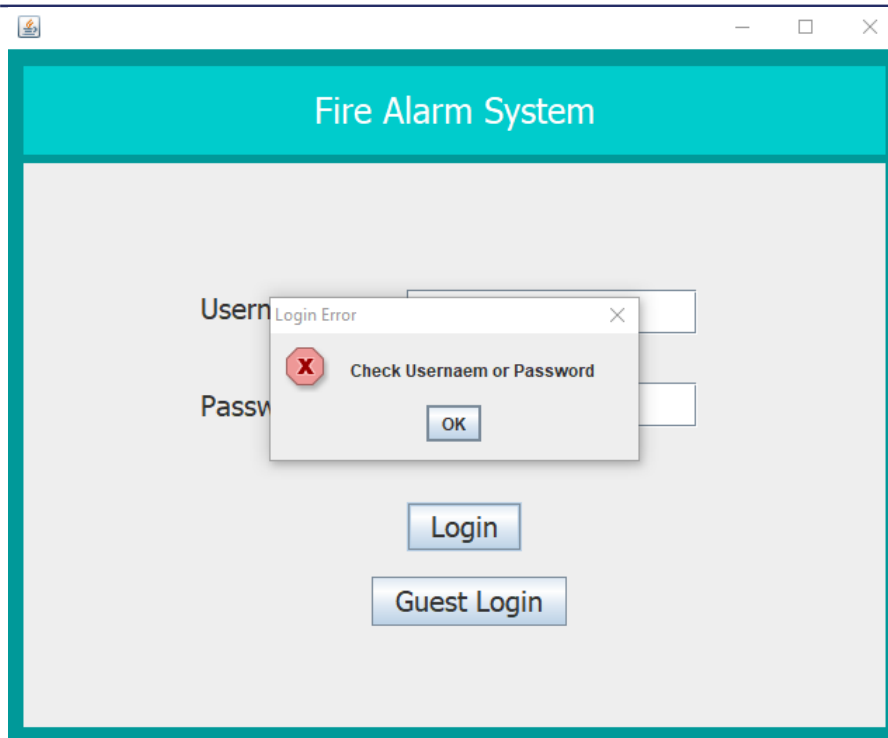 Fire Alarm System
Usern
Login Error
Check Usernaem or Password
Passw
OK
Login
Guest Login